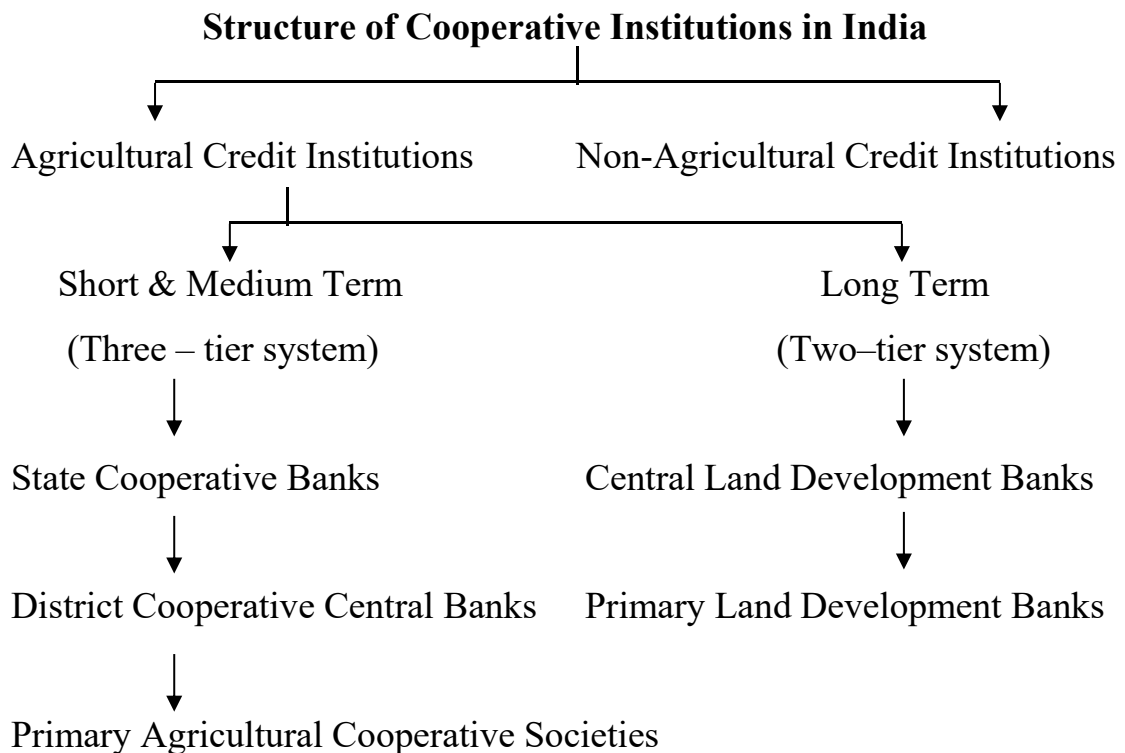 Structure of Cooperative Institutions in India
Agricultural Credit Institutions
Non-Agricultural Credit Institutions
Short & Medium Term
(Three – tier system)
Long Term
(Two–tier system)
State Cooperative Banks
Central Land Development Banks
District Cooperative Central Banks
Primary Land Development Banks
Primary Agricultural Cooperative Societies